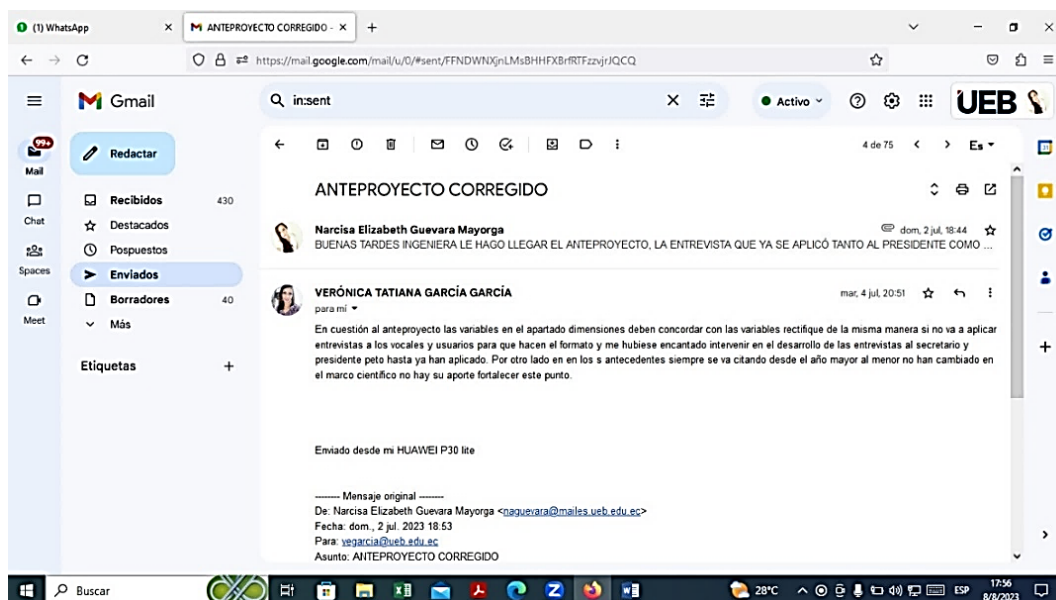 (1) WhatsApp
ANTEPROYECTO CORREGIDO -
https://mail.google.com/mail/u/0/#sent/FFNDWNXjnLMsBHHFXBrfRTFzzvjrJQCQ
Gmail
in:sent
Activo
UEB
99+
Mail
Chat
Spaces
Meet
Redactar
Recibidos 430
Destacados
Pospuestos
Enviados
Borradores 40
Más
Etiquetas
4 de 75
Es
ANTEPROYECTO CORREGIDO
Narcisa Elizabeth Guevara Mayorga
dom, 2 jul, 18:44
BUENAS TARDES INGENIERA LE HAGO LLEGAR EL ANTEPROYECTO, LA ENTREVISTA QUE YA SE APLICÓ TANTO AL PRESIDENTE COMO ...
VERÓNICA TATIANA GARCÍA GARCÍA
mar, 4 jul, 20:51
para mí
En cuestión al anteproyecto las variables en el apartado dimensiones deben concordar con las variables rectifique de la misma manera si no va a aplicar
entrevistas a los vocales y usuarios para que hacen el formato y me hubiese encantado intervenir en el desarrollo de las entrevistas al secretario y
presidente peto hasta ya han aplicado. Por otro lado en en los s antecedentes siempre se va citando desde el año mayor al menor no han cambiado en
el marco científico no hay su aporte fortalecer este punto.
Enviado desde mi HUAWEI P30 lite
-------- Mensaje original --------
De: Narcisa Elizabeth Guevara Mayorga <naguevara@mailes.ueb.edu.ec>
Fecha: dom., 2 jul. 2023 18:53
Para: vegarcia@ueb.edu.ec
Asunto: ANTEPROYECTO CORREGIDO
Buscar
28°C
ESP
17:56
8/8/2023